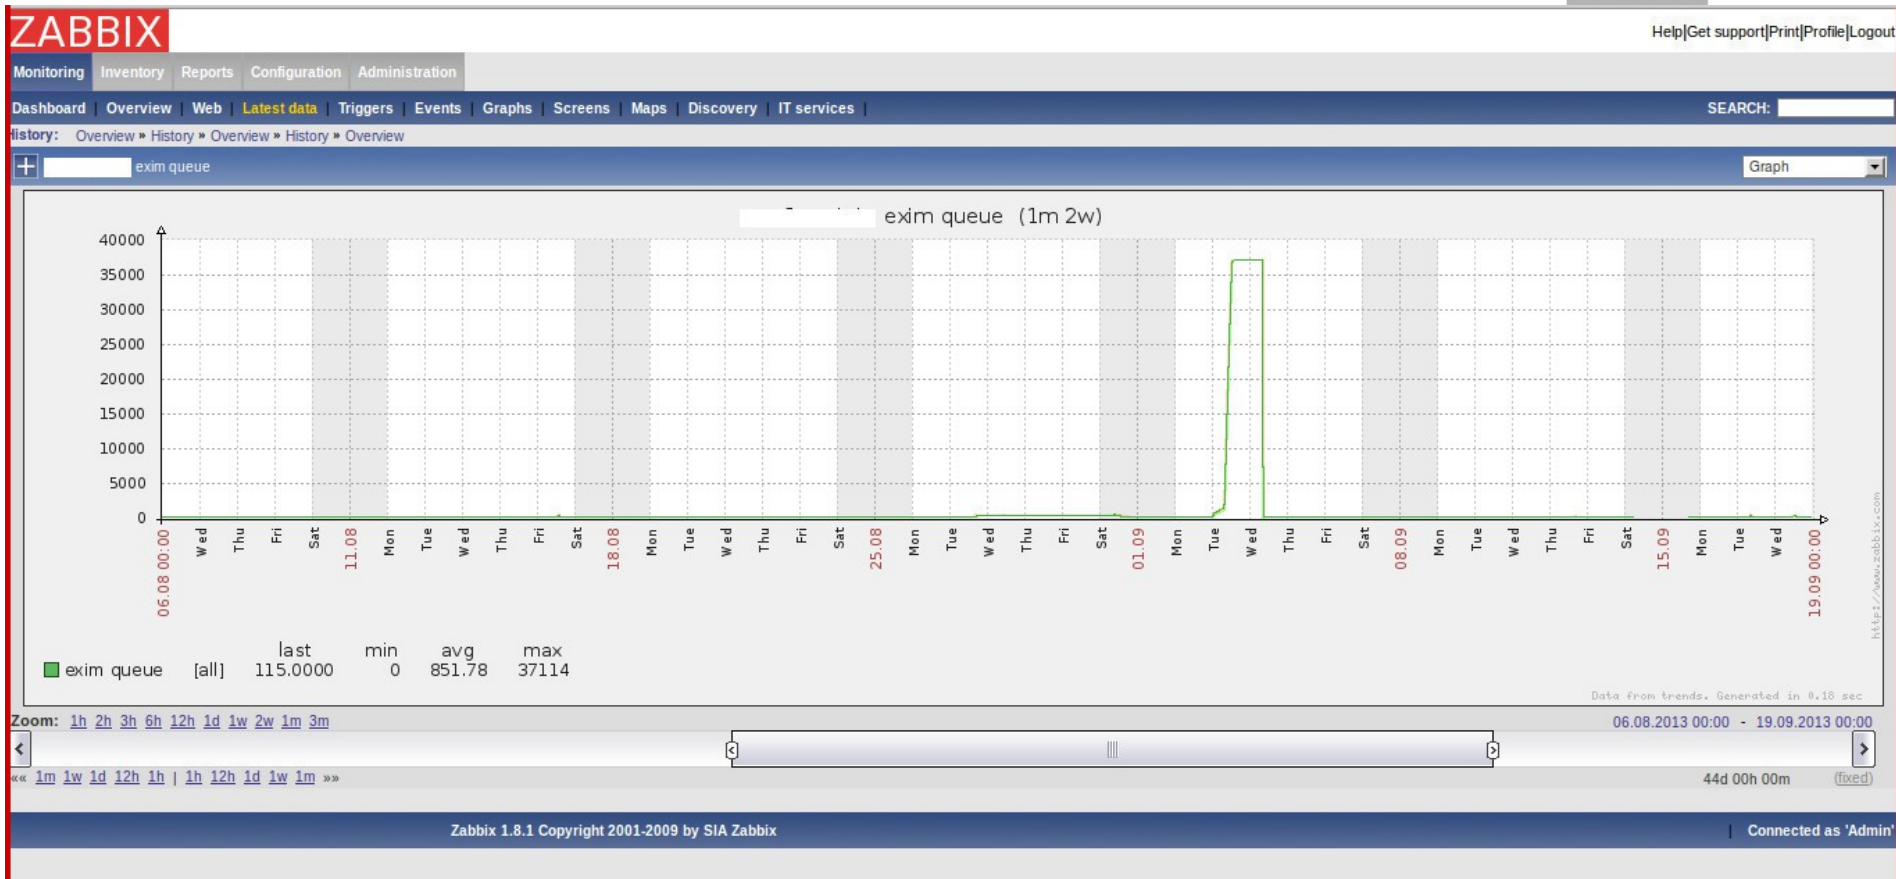 ZABBIX
Help|Get support|Print|Profile|Logout
Monitoring Inventory Reports Configuration Administration
Dashboard | Overview | Web | Latest data | Triggers | Events | Graphs | Screens | Maps | Discovery | IT services |
SEARCH:
History: Overview » History » Overview » History » Overview
exim queue
Graph
exim queue (1m 2w)
40000
35000
30000
25000
20000
15000
10000
5000
0
06.08 00:00 Wed Thu Fri Sat 11.08 Mon Tue Wed Thu Fri Sat 18.08 Mon Tue Wed Thu Fri Sat 25.08 Mon Tue Wed Thu Fri Sat 01.09 Mon Tue Wed Thu Fri Sat 08.09 Mon Tue Wed Thu Fri Sat 15.09 Mon Tue Wed 19.09 00:00
http://www.zabbix.com
last min avg max
exim queue [all] 115.0000 0 851.78 37114
Data from trends. Generated in 0.18 sec
Zoom: 1h 2h 3h 6h 12h 1d 1w 2w 1m 3m
06.08.2013 00:00 - 19.09.2013 00:00
«« 1m 1w 1d 12h 1h | 1h 12h 1d 1w 1m »»
44d 00h 00m (fixed)
Zabbix 1.8.1 Copyright 2001-2009 by SIA Zabbix
| Connected as 'Admin'